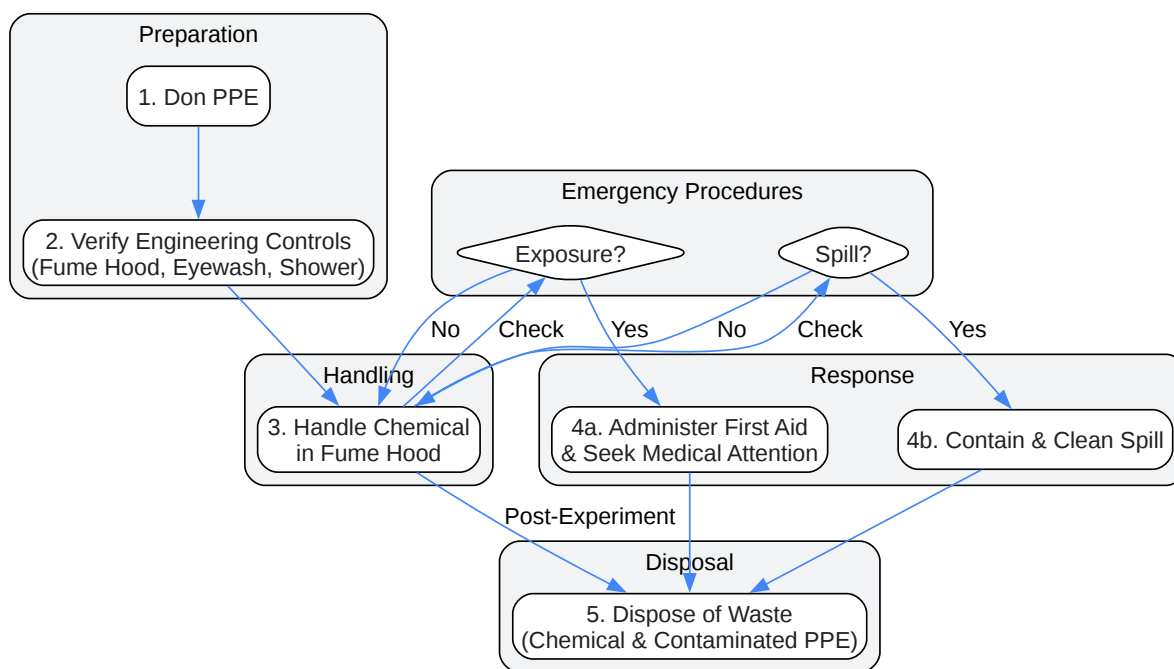 Preparation
1. Don PPE
2. Verify Engineering Controls
(Fume Hood, Eyewash, Shower)
Emergency Procedures
Exposure?
Spill?
No
Check
Yes
No
Check
Yes
Handling
3. Handle Chemical
in Fume Hood
Response
4a. Administer First Aid
& Seek Medical Attention
4b. Contain & Clean Spill
Post-Experiment
Disposal
5. Dispose of Waste
(Chemical & Contaminated PPE)